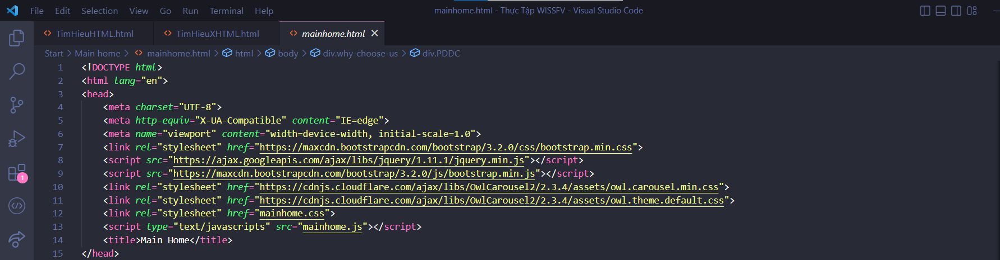 File Edit Selection View Go Run Terminal Help mainhome.html - Thực Tập WISSFV - Visual Studio Code
TimHieuHTML.html TimHieuXHTML.html mainhome.html
Start > Main home > mainhome.html > html > body > div.why-choose-us > div.PDDC
1 <!DOCTYPE html>
2 <html lang="en">
3 <head>
4 <meta charset="UTF-8">
5 <meta http-equiv="X-UA-Compatible" content="IE=edge">
6 <meta name="viewport" content="width=device-width, initial-scale=1.0">
7 <link rel="stylesheet" href="https://maxcdn.bootstrapcdn.com/bootstrap/3.2.0/css/bootstrap.min.css">
8 <script src="https://ajax.googleapis.com/ajax/libs/jquery/1.11.1/jquery.min.js"></script>
9 <script src="https://maxcdn.bootstrapcdn.com/bootstrap/3.2.0/js/bootstrap.min.js"></script>
10 <link rel="stylesheet" href="https://cdnjs.cloudflare.com/ajax/libs/OwlCarousel2/2.3.4/assets/owl.carousel.min.css">
11 <link rel="stylesheet" href="https://cdnjs.cloudflare.com/ajax/libs/OwlCarousel2/2.3.4/assets/owl.theme.default.css">
12 <link rel="stylesheet" href="mainhome.css">
13 <script type="text/javascripts" src="mainhome.js"></script>
14 <title>Main Home</title>
15 </head>
1